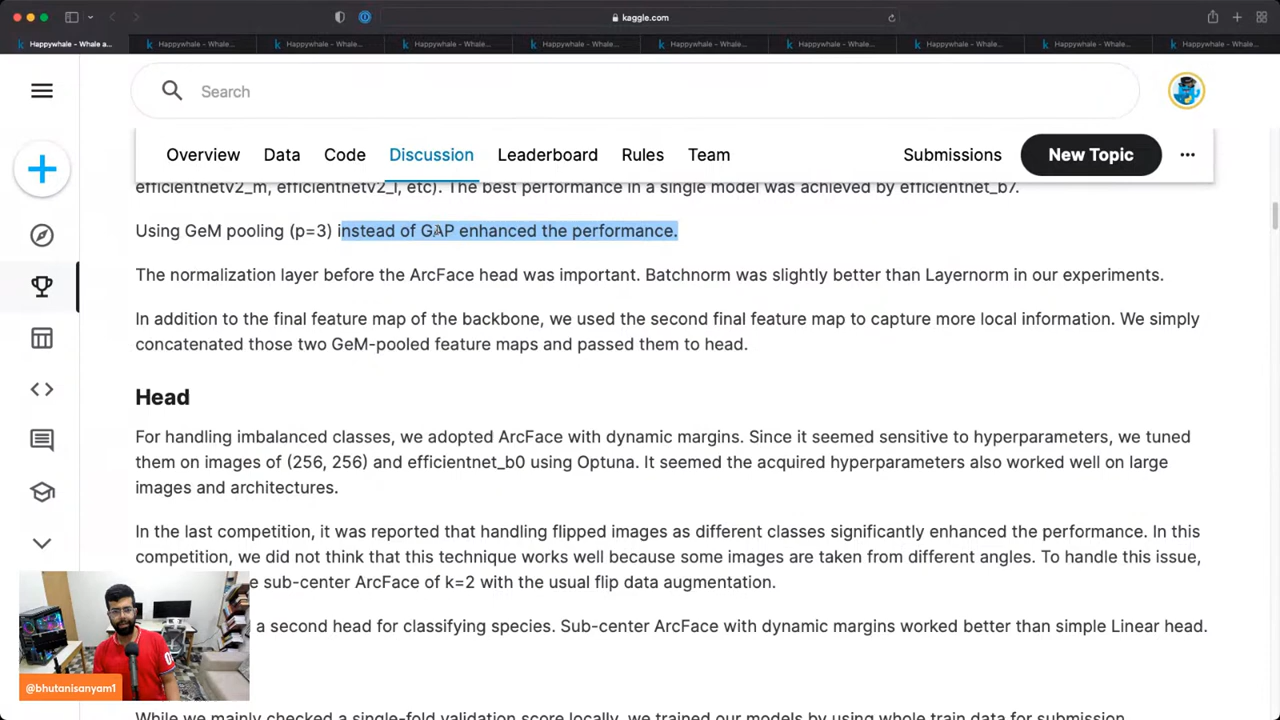 kaggle.com
Happywhale - Whale a...
Happywhale - Whale...
Happywhale - Whale...
Happywhale - Whale...
Happywhale - Whale...
Happywhale - Whale...
Happywhale - Whale...
Happywhale - Whale...
Happywhale - Whale...
Happywhale - Whale...
Search
Overview Data Code Discussion Leaderboard Rules Team Submissions New Topic
efficientnetv2_m, efficientnetv2_l, etc). The best performance in a single model was achieved by efficientnet_b7.
Using GeM pooling (p=3) instead of GAP enhanced the performance.
The normalization layer before the ArcFace head was important. Batchnorm was slightly better than Layernorm in our experiments.
In addition to the final feature map of the backbone, we used the second final feature map to capture more local information. We simply
concatenated those two GeM-pooled feature maps and passed them to head.
Head
For handling imbalanced classes, we adopted ArcFace with dynamic margins. Since it seemed sensitive to hyperparameters, we tuned
them on images of (256, 256) and efficientnet_b0 using Optuna. It seemed the acquired hyperparameters also worked well on large
images and architectures.
In the last competition, it was reported that handling flipped images as different classes significantly enhanced the performance. In this
competition, we did not think that this technique works well because some images are taken from different angles. To handle this issue,
e sub-center ArcFace of k=2 with the usual flip data augmentation.
a second head for classifying species. Sub-center ArcFace with dynamic margins worked better than simple Linear head.
@bhutanisanyam1
While we mainly checked a single-fold validation score locally, we trained our models by using whole train data for submission.